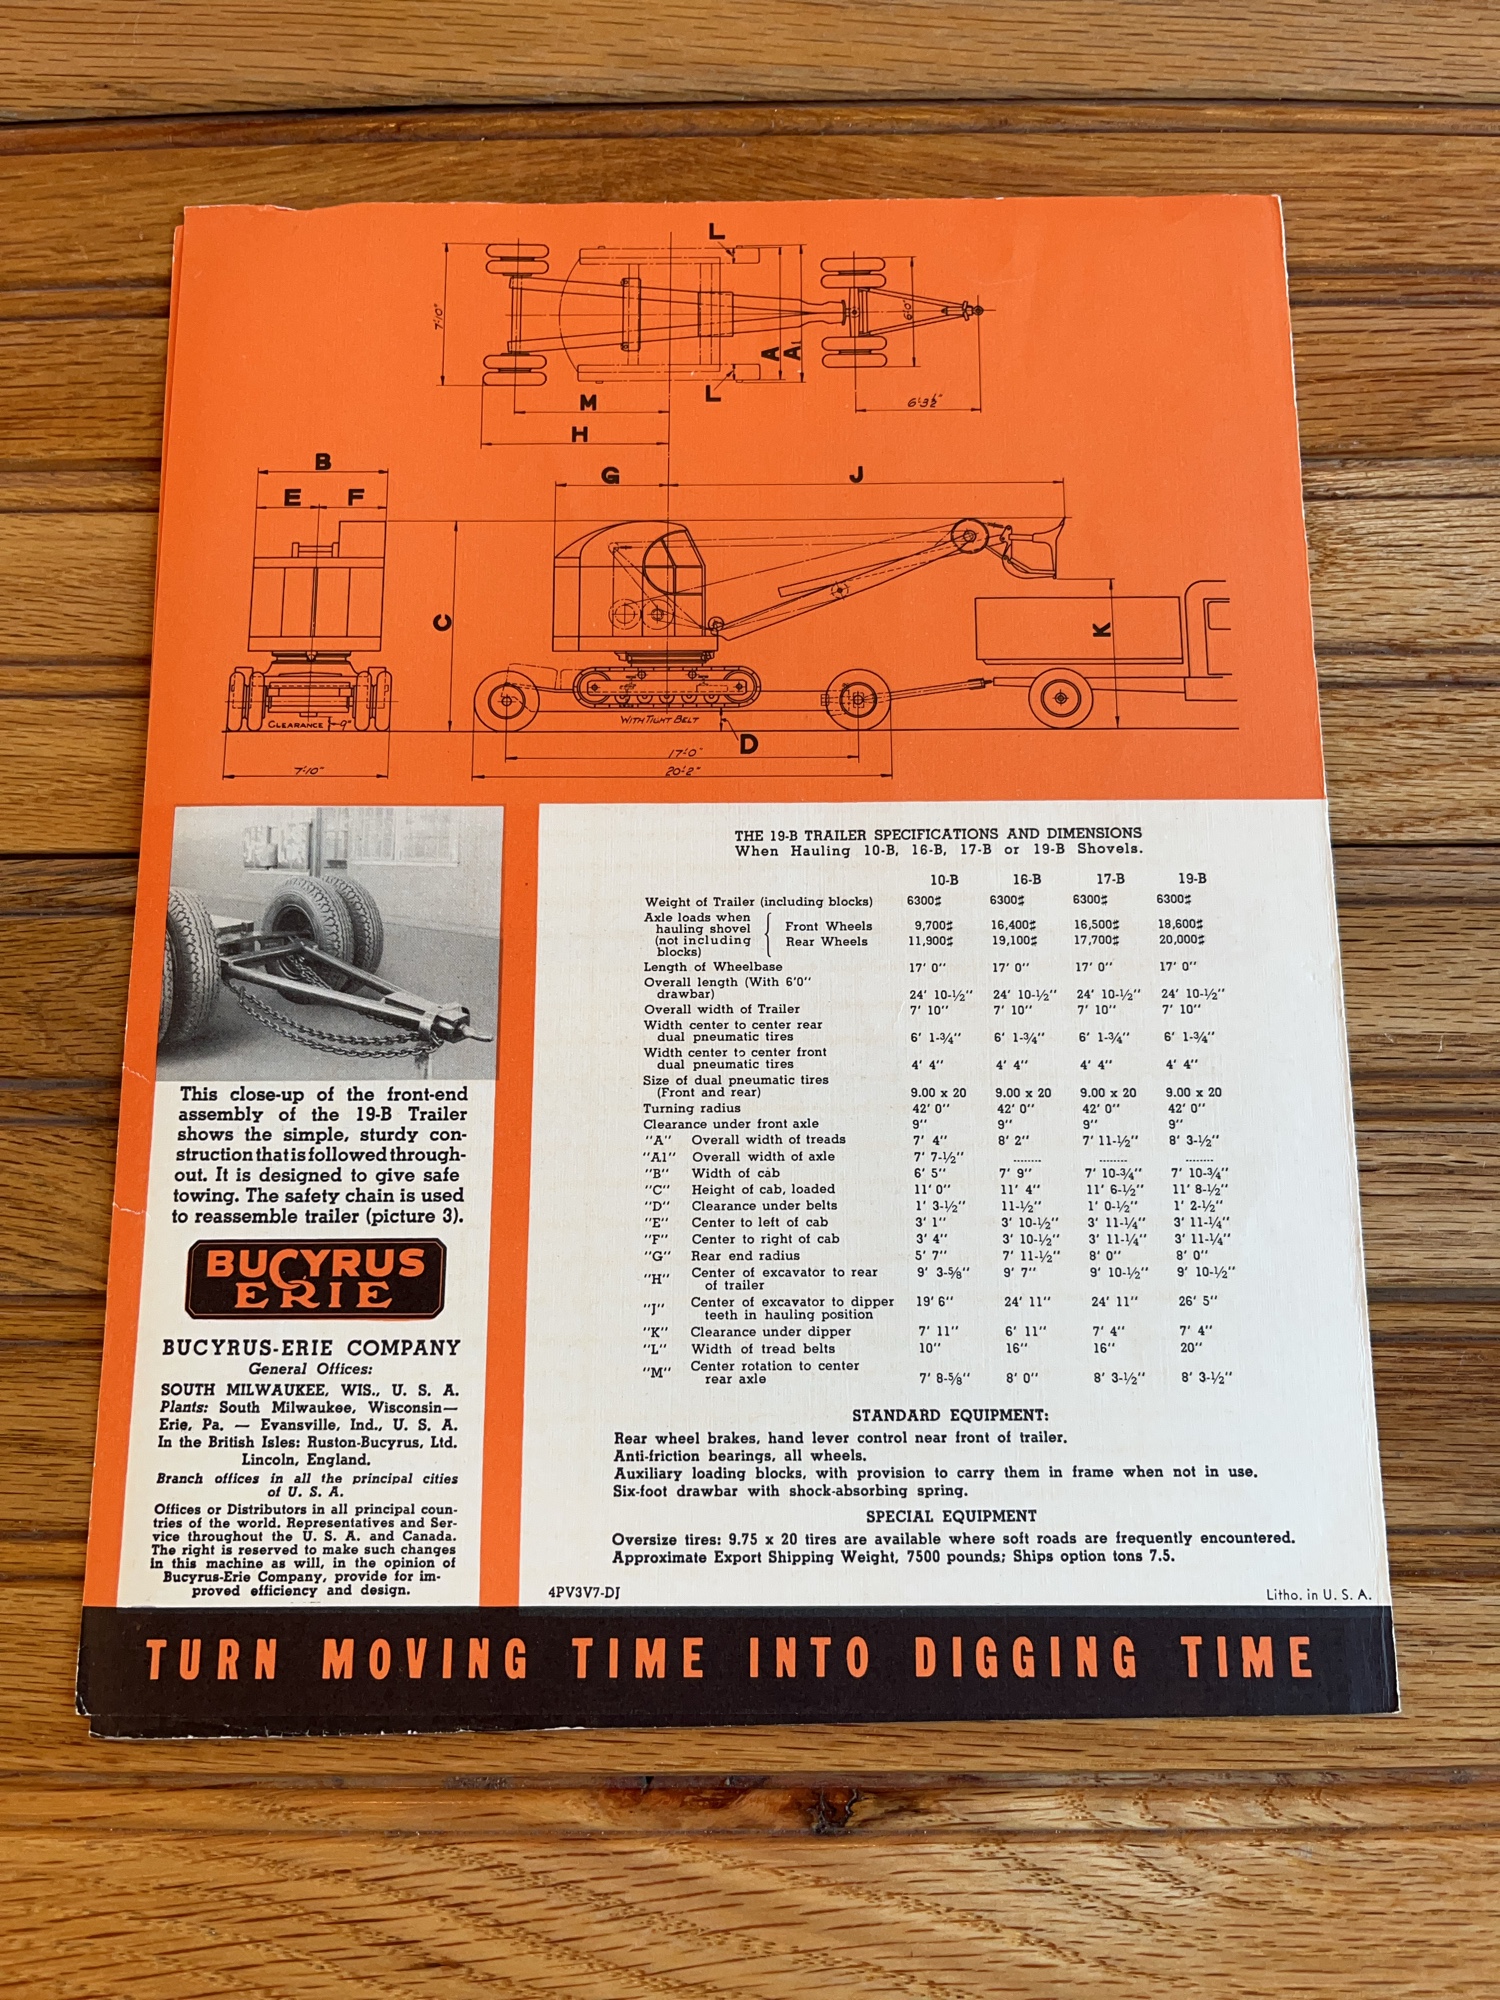 L
7'-10"
6'-0"
A
A1
L
M
6'-3½"
H
B
G
J
E
F
C
K
CLEARANCE 9"
WITH TIGHT BELT
D
17'-0"
7'-10"
20'-2"
This close-up of the front-end
assembly of the 19-B Trailer
shows the simple, sturdy con-
struction that is followed through-
out. It is designed to give safe
towing. The safety chain is used
to reassemble trailer (picture 3).
BUCYRUS
ERIE
BUCYRUS-ERIE COMPANY
General Offices:
SOUTH MILWAUKEE, WIS., U. S. A.
Plants: South Milwaukee, Wisconsin—
Erie, Pa. — Evansville, Ind., U. S. A.
In the British Isles: Ruston-Bucyrus, Ltd.
Lincoln, England.
Branch offices in all the principal cities
of U. S. A.
Offices or Distributors in all principal coun-
tries of the world. Representatives and Ser-
vice throughout the U. S. A. and Canada.
The right is reserved to make such changes
in this machine as will, in the opinion of
Bucyrus-Erie Company, provide for im-
proved efficiency and design.
THE 19-B TRAILER SPECIFICATIONS AND DIMENSIONS
When Hauling 10-B, 16-B, 17-B or 19-B Shovels.
10-B 16-B 17-B 19-B
Weight of Trailer (including blocks) 6300# 6300# 6300# 6300#
Axle loads when
hauling shovel Front Wheels 9,700# 16,400# 16,500# 18,600#
(not including Rear Wheels 11,900# 19,100# 17,700# 20,000#
blocks)
Length of Wheelbase 17' 0" 17' 0" 17' 0" 17' 0"
Overall length (With 6'0"
drawbar) 24' 10-½" 24' 10-½" 24' 10-½" 24' 10-½"
Overall width of Trailer 7' 10" 7' 10" 7' 10" 7' 10"
Width center to center rear
dual pneumatic tires 6' 1-¾" 6' 1-¾" 6' 1-¾" 6' 1-¾"
Width center to center front
dual pneumatic tires 4' 4" 4' 4" 4' 4" 4' 4"
Size of dual pneumatic tires
(Front and rear) 9.00 x 20 9.00 x 20 9.00 x 20 9.00 x 20
Turning radius 42' 0" 42' 0" 42' 0" 42' 0"
Clearance under front axle 9" 9" 9" 9"
"A" Overall width of treads 7' 4" 8' 2" 7' 11-½" 8' 3-½"
"A1" Overall width of axle 7' 7-½" ........ ........ ........
"B" Width of cab 6' 5" 7' 9" 7' 10-¾" 7' 10-¾"
"C" Height of cab, loaded 11' 0" 11' 4" 11' 6-½" 11' 8-½"
"D" Clearance under belts 1' 3-½" 11-½" 1' 0-½" 1' 2-½"
"E" Center to left of cab 3' 1" 3' 10-½" 3' 11-¼" 3' 11-¼"
"F" Center to right of cab 3' 4" 3' 10-½" 3' 11-¼" 3' 11-¼"
"G" Rear end radius 5' 7" 7' 11-½" 8' 0" 8' 0"
"H" Center of excavator to rear 9' 3-⅝" 9' 7" 9' 10-½" 9' 10-½"
of trailer
"J" Center of excavator to dipper 19' 6" 24' 11" 24' 11" 26' 5"
teeth in hauling position
"K" Clearance under dipper 7' 11" 6' 11" 7' 4" 7' 4"
"L" Width of tread belts 10" 16" 16" 20"
"M" Center rotation to center
rear axle 7' 8-⅝" 8' 0" 8' 3-½" 8' 3-½"
STANDARD EQUIPMENT:
Rear wheel brakes, hand lever control near front of trailer.
Anti-friction bearings, all wheels.
Auxiliary loading blocks, with provision to carry them in frame when not in use.
Six-foot drawbar with shock-absorbing spring.
SPECIAL EQUIPMENT
Oversize tires: 9.75 x 20 tires are available where soft roads are frequently encountered.
Approximate Export Shipping Weight, 7500 pounds; Ships option tons 7.5.
4PV3V7-DJ
Litho. in U. S. A.
TURN MOVING TIME INTO DIGGING TIME